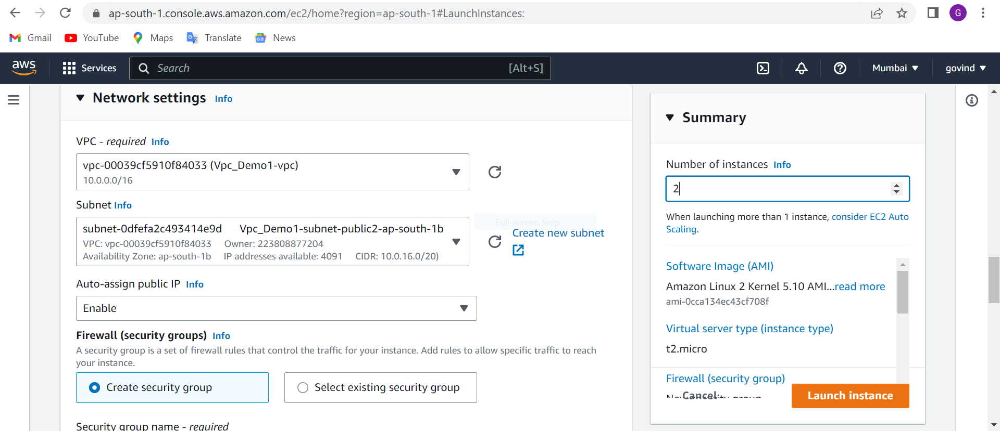 ap-south-1.console.aws.amazon.com/ec2/home?region=ap-south-1#LaunchInstances:
G
Gmail YouTube Maps Translate News
aws Services Search [Alt+S] Mumbai govind
Network settings Info
VPC - required Info
vpc-00039cf5910f84033 (Vpc_Demo1-vpc)
10.0.0.0/16
Subnet Info
subnet-0dfefa2c493414e9d Vpc_Demo1-subnet-public2-ap-south-1b
VPC: vpc-00039cf5910f84033 Owner: 223808877204
Availability Zone: ap-south-1b IP addresses available: 4091 CIDR: 10.0.16.0/20)
Full-screen Snip
Create new subnet
Auto-assign public IP Info
Enable
Firewall (security groups) Info
A security group is a set of firewall rules that control the traffic for your instance. Add rules to allow specific traffic to reach
your instance.
Create security group Select existing security group
Security group name - required
Summary
Number of instances Info
2
When launching more than 1 instance, consider EC2 Auto
Scaling.
Software Image (AMI)
Amazon Linux 2 Kernel 5.10 AMI...read more
ami-0cca134ec43cf708f
Virtual server type (instance type)
t2.micro
Firewall (security group)
Cancel Launch instance